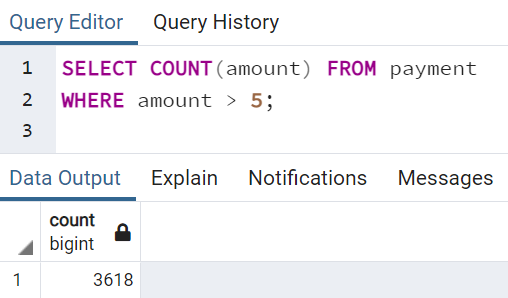 Query Editor Query History
1 SELECT COUNT(amount) FROM payment
2 WHERE amount > 5;
3
Data Output Explain Notifications Messages
count
bigint
1 3618